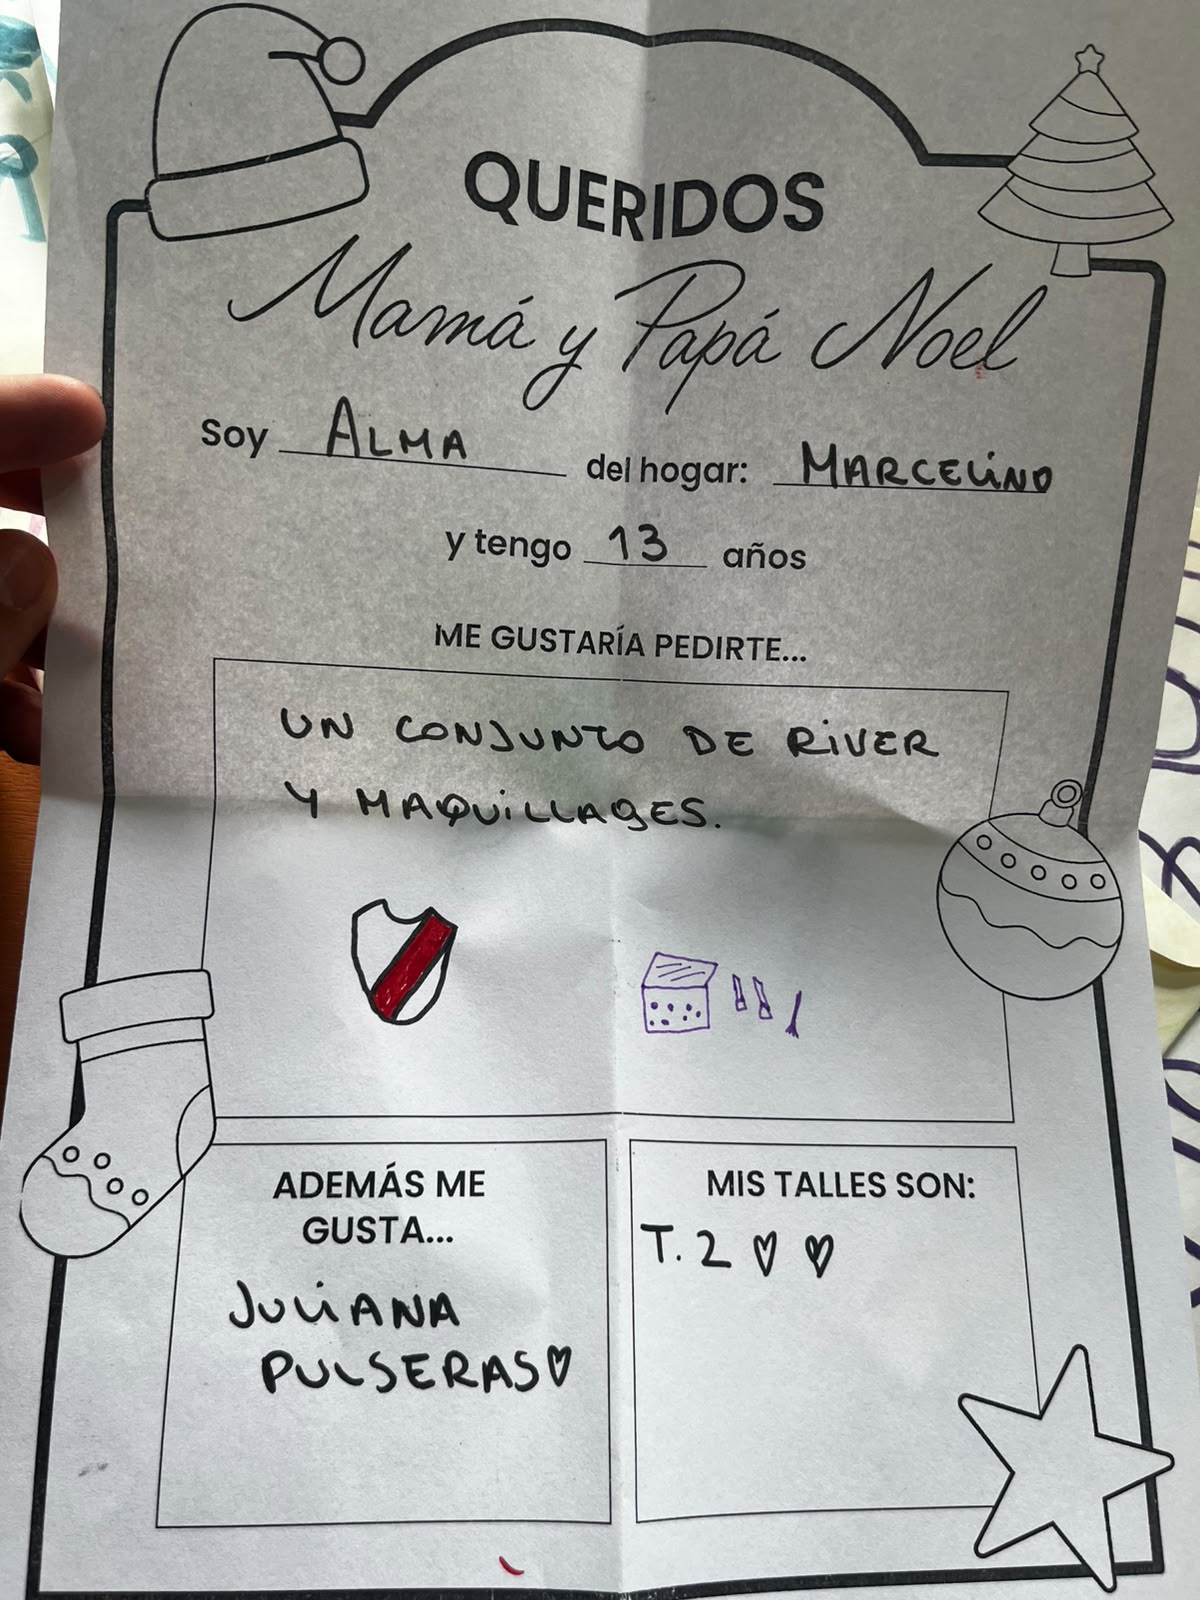 QUERIDOS
Mamá y Papá Noel
Soy ALMA del hogar: MARCELINO
y tengo 13 años
ME GUSTARÍA PEDIRTE...
UN CONJUNTO DE RIVER
Y MAQUILLAGES.
ADEMÁS ME
GUSTA...
JULIANA
PULSERAS
MIS TALLES SON:
T. 2